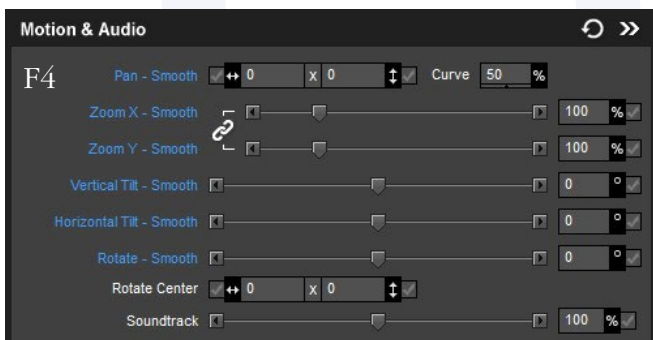 Motion & Audio
F4 Pan - Smooth 0 x 0 Curve 50 %
Zoom X - Smooth 100 %
Zoom Y - Smooth 100 %
Vertical Tilt - Smooth 0 °
Horizontal Tilt - Smooth 0 °
Rotate - Smooth 0 °
Rotate Center 0 x 0
Soundtrack 100 %